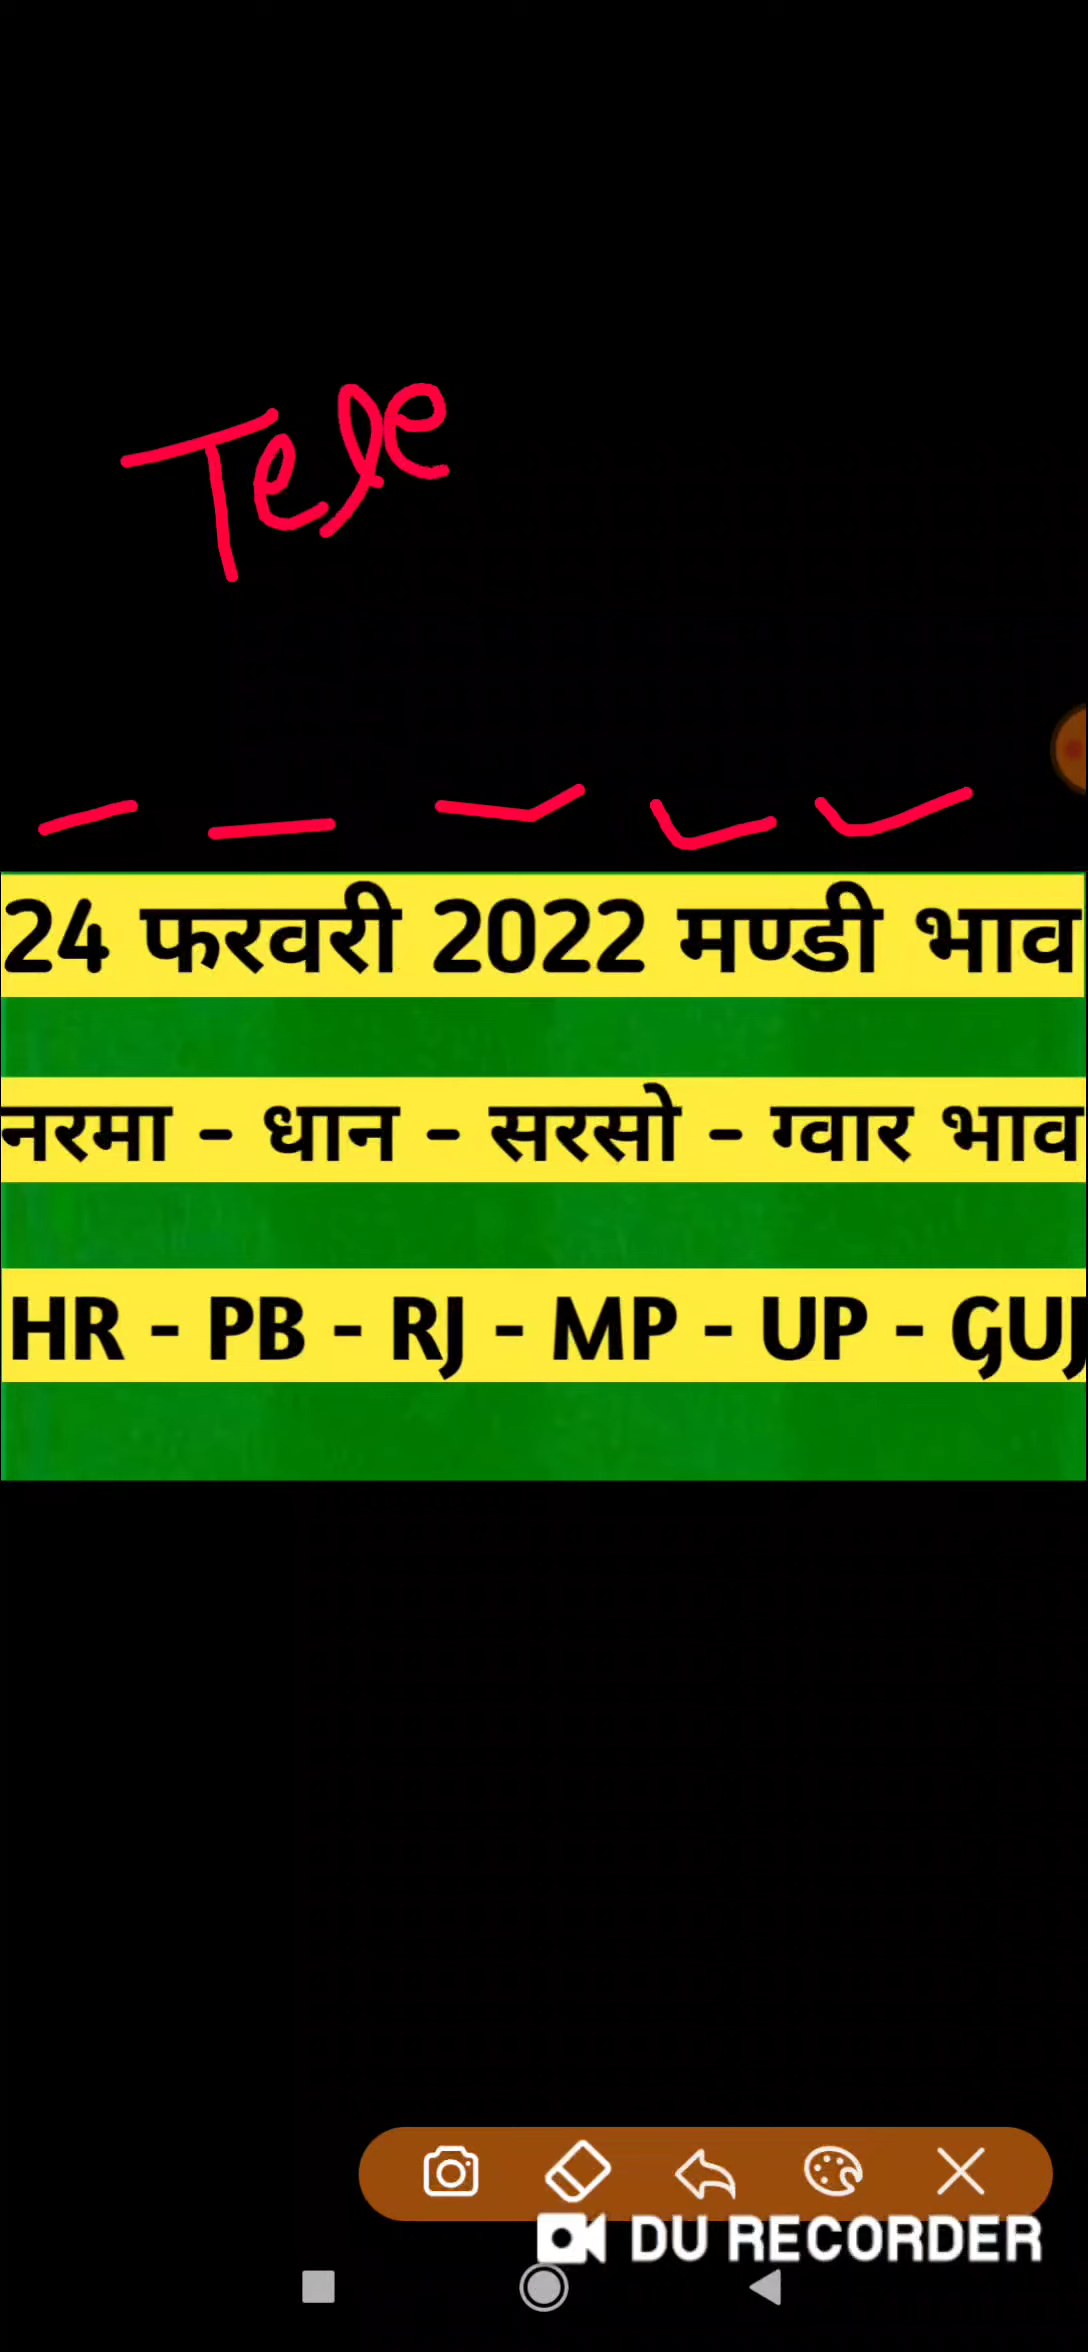 Tele
24 फरवरी 2022 मण्डी भाव
नरमा - धान - सरसो - ग्वार भाव
HR - PB - RJ - MP - UP - GUJ
DU RECORDER